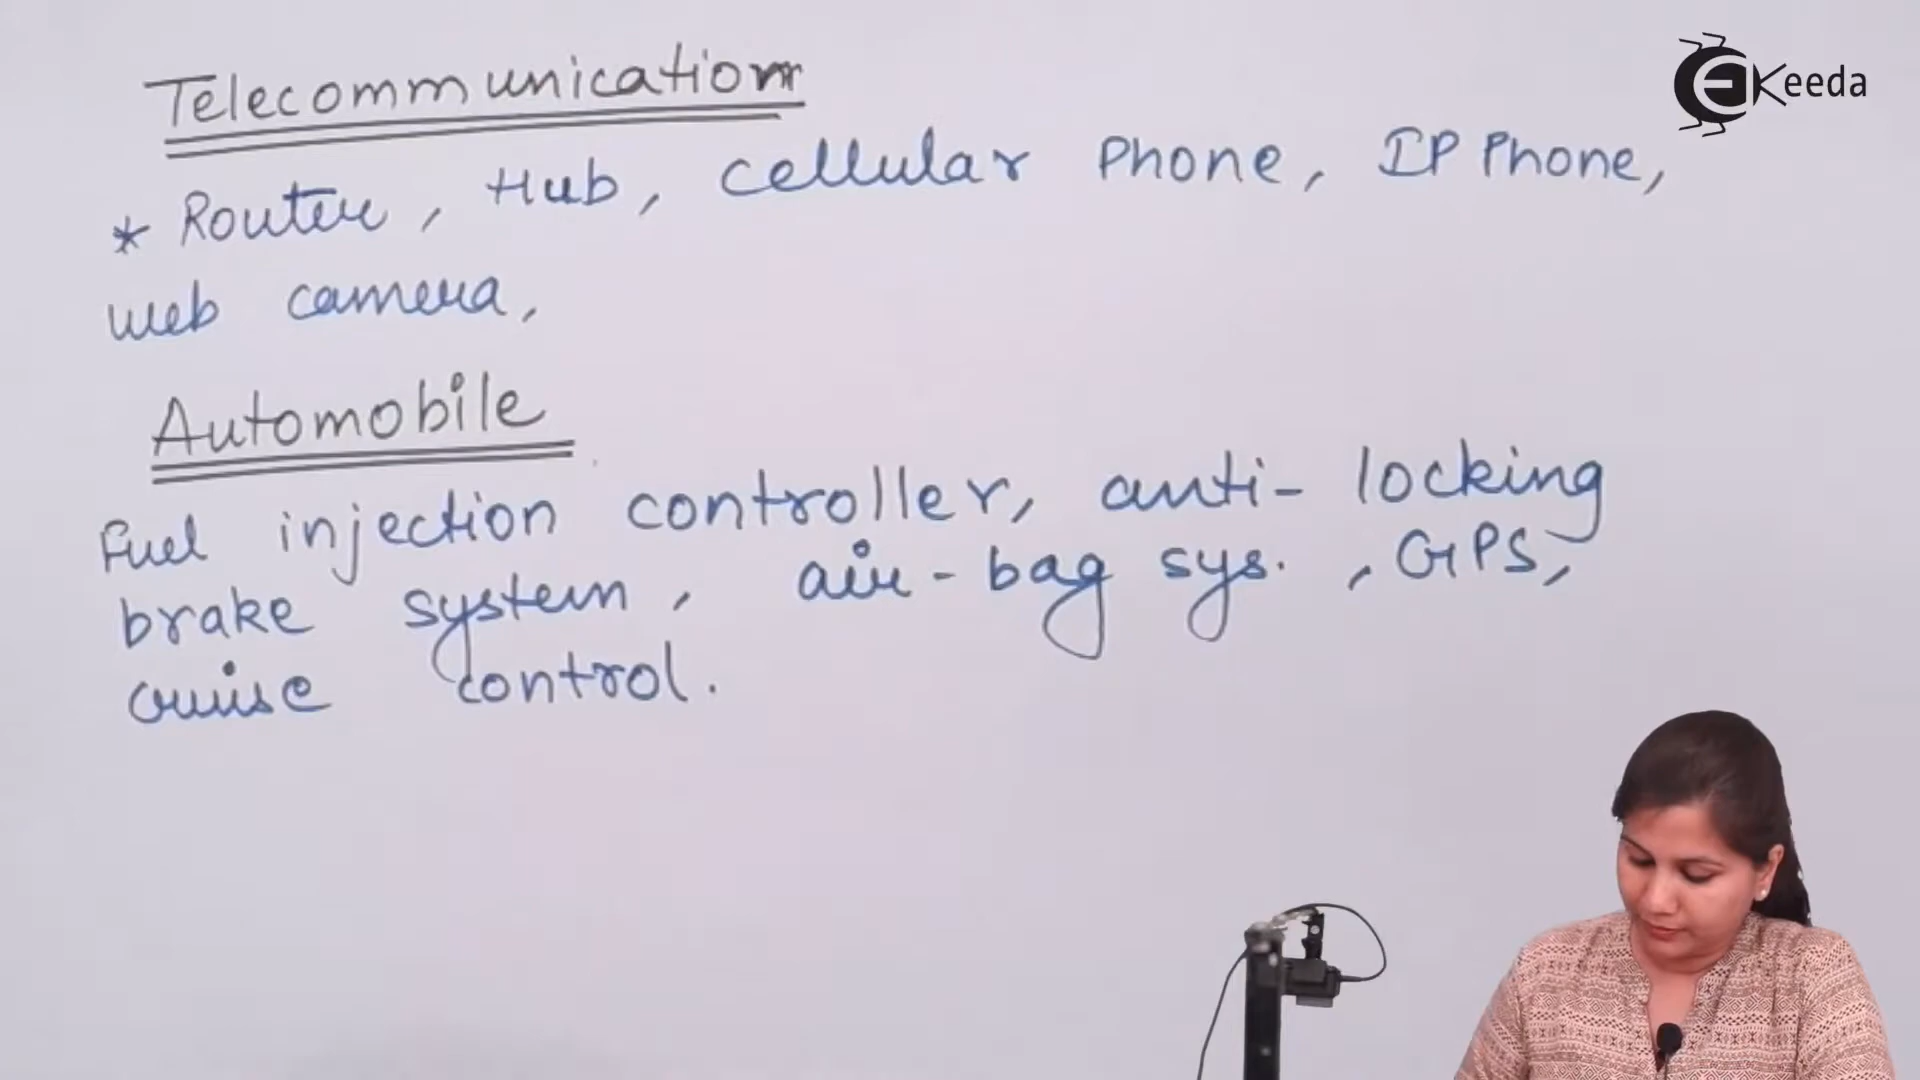 Telecommunication
EKeeda
* Router, Hub, cellular Phone, IP Phone,
web camera,
Automobile
Fuel injection controller, anti-locking
brake system, air-bag sys., GPS,
cruise control.